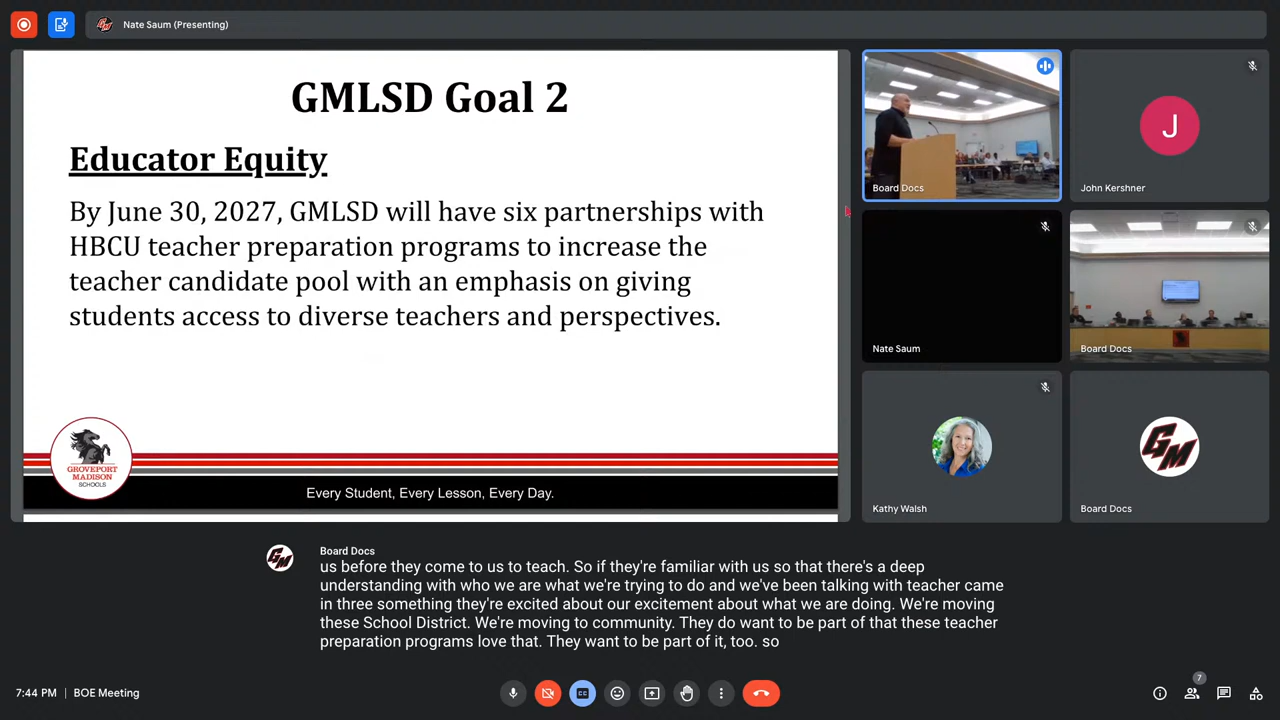 Nate Saum (Presenting)
GMLSD Goal 2
Educator Equity
By June 30, 2027, GMLSD will have six partnerships with
HBCU teacher preparation programs to increase the
teacher candidate pool with an emphasis on giving
students access to diverse teachers and perspectives.
GROVEPORT
MADISON
SCHOOLS
Every Student, Every Lesson, Every Day.
Board Docs
J
John Kershner
Nate Saum
Board Docs
Kathy Walsh
GM
Board Docs
GM
Board Docs
us before they come to us to teach. So if they're familiar with us so that there's a deep
understanding with who we are what we're trying to do and we've been talking with teacher came
in three something they're excited about our excitement about what we are doing. We're moving
these School District. We're moving to community. They do want to be part of that these teacher
preparation programs love that. They want to be part of it, too. so
7:44 PM | BOE Meeting
CC
7